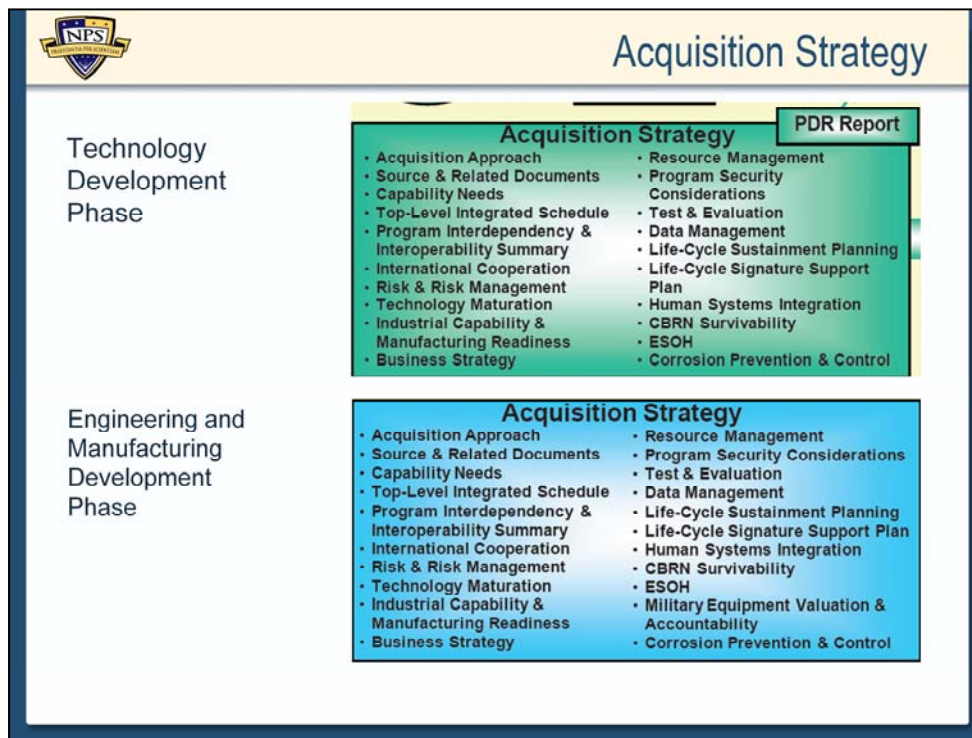 NPS
PRAESTANTIA PER SCIENTIAM
Acquisition Strategy
Technology
Development
Phase
PDR Report
Acquisition Strategy
· Acquisition Approach
· Source & Related Documents
· Capability Needs
· Top-Level Integrated Schedule
· Program Interdependency &
Interoperability Summary
· International Cooperation
· Risk & Risk Management
· Technology Maturation
· Industrial Capability &
Manufacturing Readiness
· Business Strategy
· Resource Management
· Program Security
Considerations
· Test & Evaluation
· Data Management
· Life-Cycle Sustainment Planning
· Life-Cycle Signature Support
Plan
· Human Systems Integration
· CBRN Survivability
· ESOH
· Corrosion Prevention & Control
Engineering and
Manufacturing
Development
Phase
Acquisition Strategy
· Acquisition Approach
· Source & Related Documents
· Capability Needs
· Top-Level Integrated Schedule
· Program Interdependency &
Interoperability Summary
· International Cooperation
· Risk & Risk Management
· Technology Maturation
· Industrial Capability &
Manufacturing Readiness
· Business Strategy
· Resource Management
· Program Security Considerations
· Test & Evaluation
· Data Management
· Life-Cycle Sustainment Planning
· Life-Cycle Signature Support Plan
· Human Systems Integration
· CBRN Survivability
· ESOH
· Military Equipment Valuation &
Accountability
· Corrosion Prevention & Control